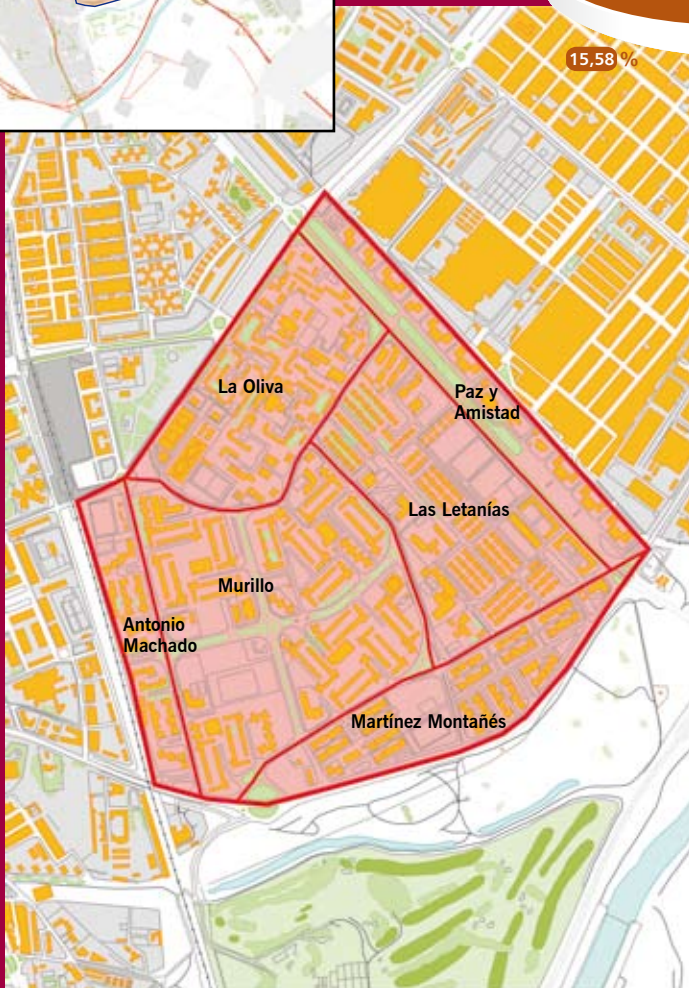 15,58 %
La Oliva
Paz y
Amistad
Las Letanías
Murillo
Antonio
Machado
Martínez Montañés